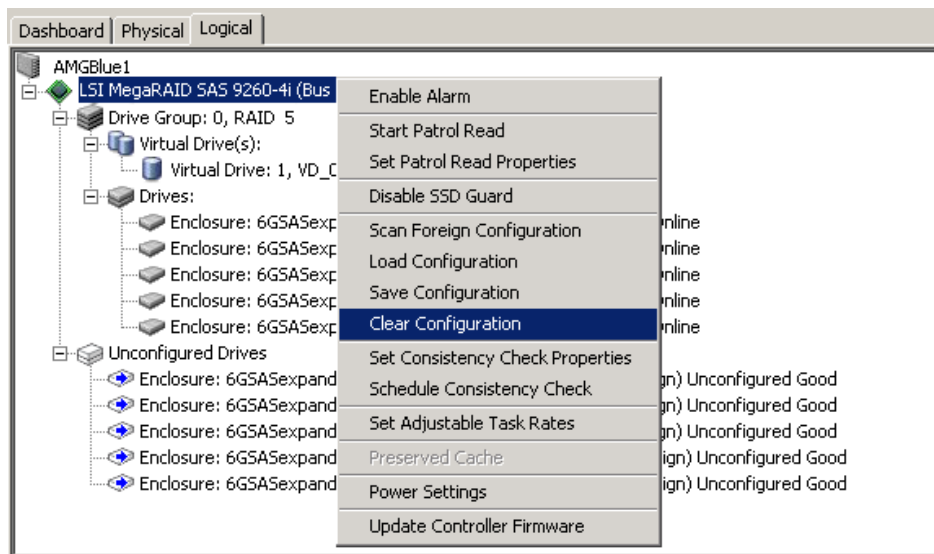 Dashboard Physical Logical
AMGBlue1
LSI MegaRAID SAS 9260-4i (Bus
Drive Group: 0, RAID 5
Virtual Drive(s):
Virtual Drive: 1, VD_
Drives:
Enclosure: 6GSASexp nline
Enclosure: 6GSASexp nline
Enclosure: 6GSASexp nline
Enclosure: 6GSASexp nline
Enclosure: 6GSASexp nline
Unconfigured Drives
Enclosure: 6GSASexpand gn) Unconfigured Good
Enclosure: 6GSASexpand gn) Unconfigured Good
Enclosure: 6GSASexpand gn) Unconfigured Good
Enclosure: 6GSASexpand ign) Unconfigured Good
Enclosure: 6GSASexpand ign) Unconfigured Good
Enable Alarm
Start Patrol Read
Set Patrol Read Properties
Disable SSD Guard
Scan Foreign Configuration
Load Configuration
Save Configuration
Clear Configuration
Set Consistency Check Properties
Schedule Consistency Check
Set Adjustable Task Rates
Preserved Cache
Power Settings
Update Controller Firmware